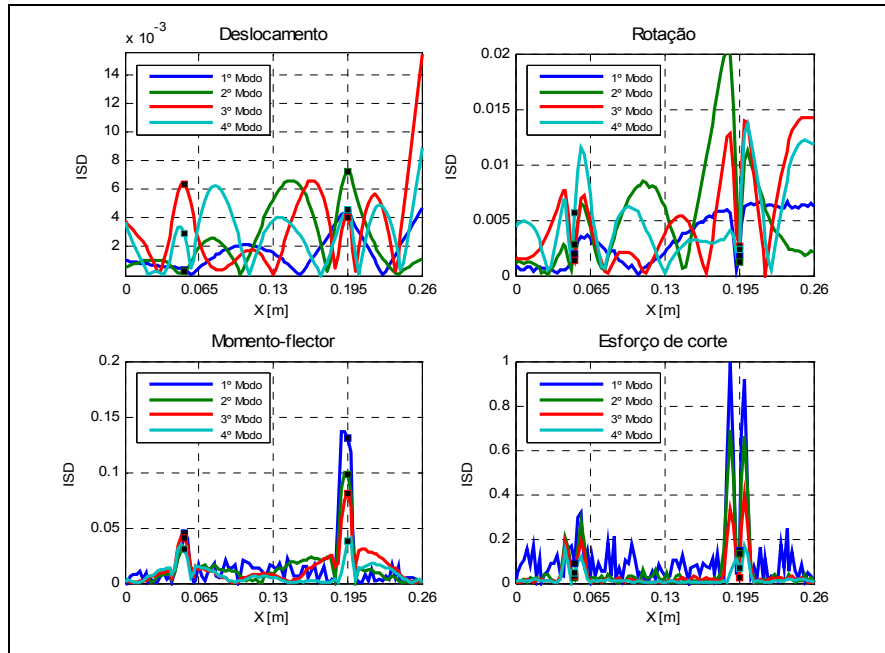 x 10⁻³
Deslocamento
14
12
10
8
6
4
2
ISD
1º Modo
2º Modo
3º Modo
4º Modo
0 0.065 0.13 0.195 0.26
X [m]
Rotação
0.02
0.015
0.01
0.005
0
ISD
1º Modo
2º Modo
3º Modo
4º Modo
0 0.065 0.13 0.195 0.26
X [m]
Momento-flector
0.2
0.15
0.1
0.05
0
ISD
1º Modo
2º Modo
3º Modo
4º Modo
0 0.065 0.13 0.195 0.26
X [m]
Esforço de corte
1
0.8
0.6
0.4
0.2
0
ISD
1º Modo
2º Modo
3º Modo
4º Modo
0 0.065 0.13 0.195 0.26
X [m]